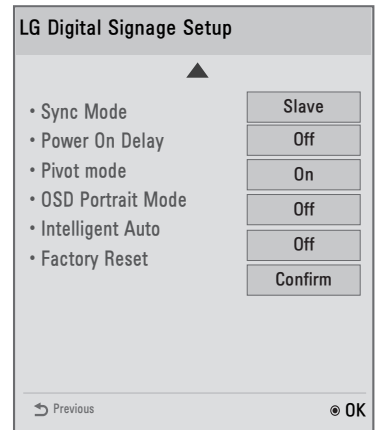 LG Digital Signage Setup
• Sync Mode Slave
• Power On Delay Off
• Pivot mode On
• OSD Portrait Mode Off
• Intelligent Auto Off
• Factory Reset Confirm
Previous OK